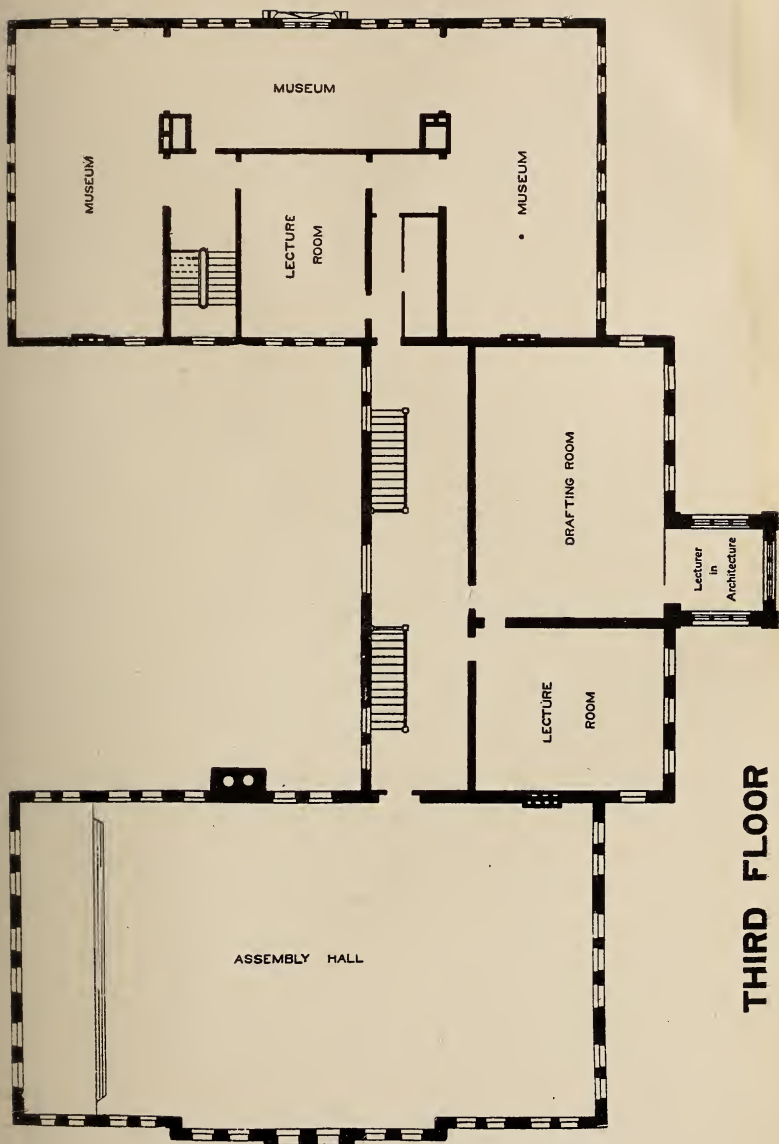 MUSEUM
MUSEUM
MUSEUM
LECTURE
ROOM
DRAFTING ROOM
Lecturer
in
Architecture
LECTURE
ROOM
ASSEMBLY HALL
THIRD FLOOR